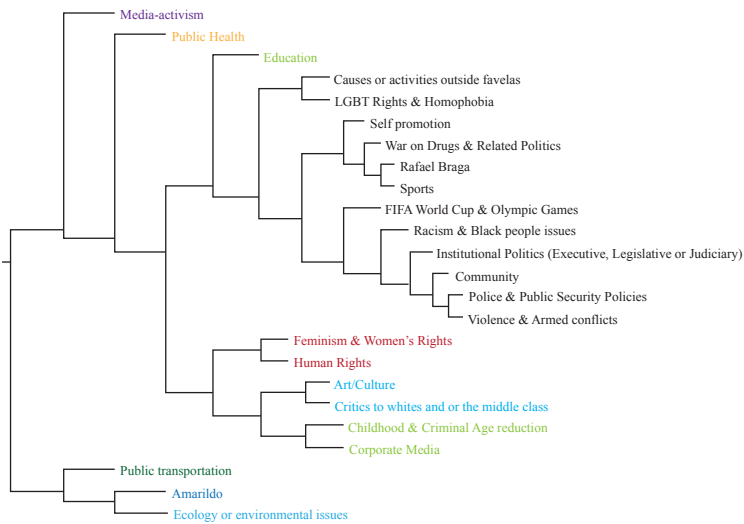 Media-activism
Public Health
Education
Causes or activities outside favelas
LGBT Rights & Homophobia
Self promotion
War on Drugs & Related Politics
Rafael Braga
Sports
FIFA World Cup & Olympic Games
Racism & Black people issues
Institutional Politics (Executive, Legislative or Judiciary)
Community
Police & Public Security Policies
Violence & Armed conflicts
Feminism & Women’s Rights
Human Rights
Art/Culture
Critics to whites and or the middle class
Childhood & Criminal Age reduction
Corporate Media
Public transportation
Amarildo
Ecology or environmental issues